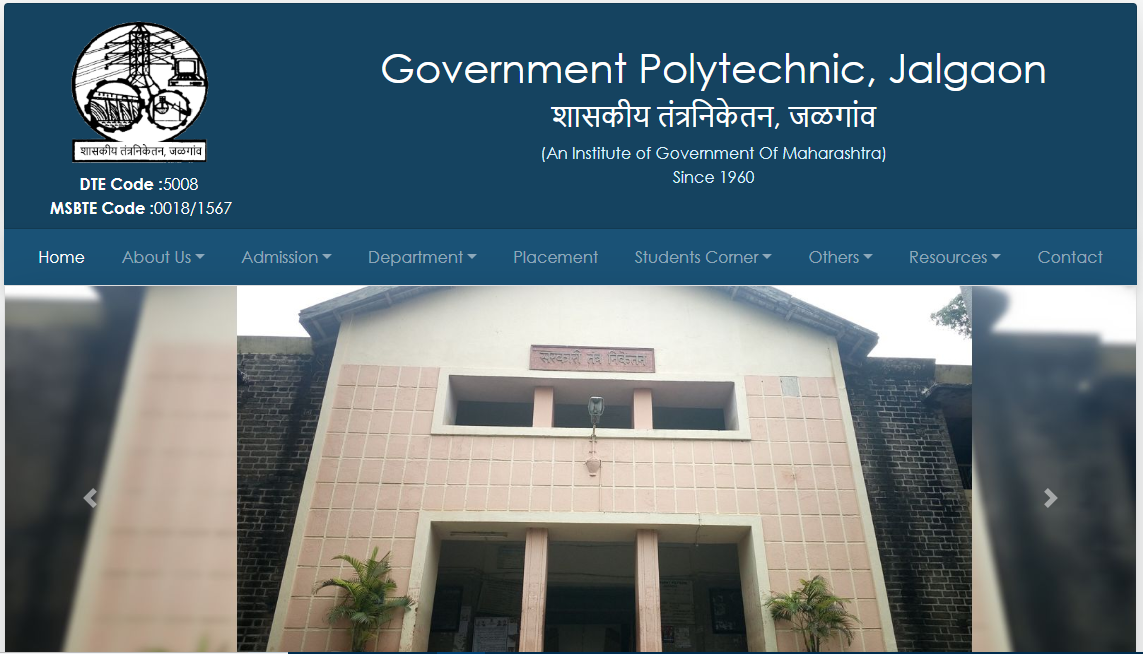 शासकीय तंत्रनिकेतन, जळगांव
DTE Code :5008
MSBTE Code :0018/1567
Government Polytechnic, Jalgaon
शासकीय तंत्रनिकेतन, जळगांव
(An Institute of Government Of Maharashtra)
Since 1960
Home About Us Admission Department Placement Students Corner Others Resources Contact
सरकारी तंत्र निकेतन